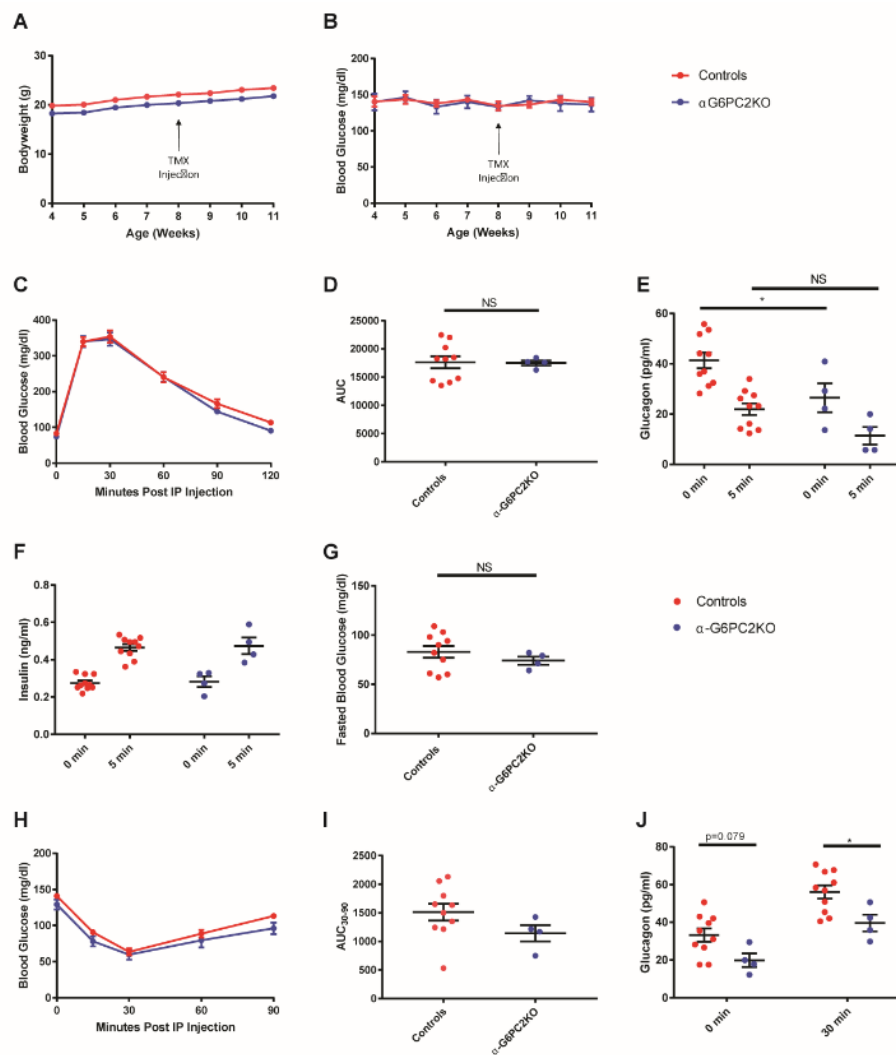 A
Bodyweight (g)
30
20
10
0
4 5 6 7 8 9 10 11
TMX
Injec⍰on
Age (Weeks)
B
Blood Glucose (mg/dl)
200
150
100
50
0
4 5 6 7 8 9 10 11
TMX
Injec⍰on
Age (Weeks)
Controls
αG6PC2KO
C
Blood Glucose (mg/dl)
400
300
200
100
0
0 30 60 90 120
Minutes Post IP Injection
D
NS
AUC
25000
20000
15000
10000
5000
0
Controls
α-G6PC2KO
E
NS
*
Glucagon (pg/ml)
60
40
20
0
0 min
5 min
0 min
5 min
F
Insulin (ng/ml)
0.8
0.6
0.4
0.2
0.0
0 min
5 min
0 min
5 min
G
NS
Fasted Blood Glucose (mg/dl)
150
100
50
0
Controls
α-G6PC2KO
Controls
α-G6PC2KO
H
Blood Glucose (mg/dl)
200
150
100
50
0
0 30 60 90
Minutes Post IP Injection
I
AUC30-90
2500
2000
1500
1000
500
0
Controls
α-G6PC2KO
J
p=0.079
*
Glucagon (pg/ml)
80
60
40
20
0
0 min
30 min